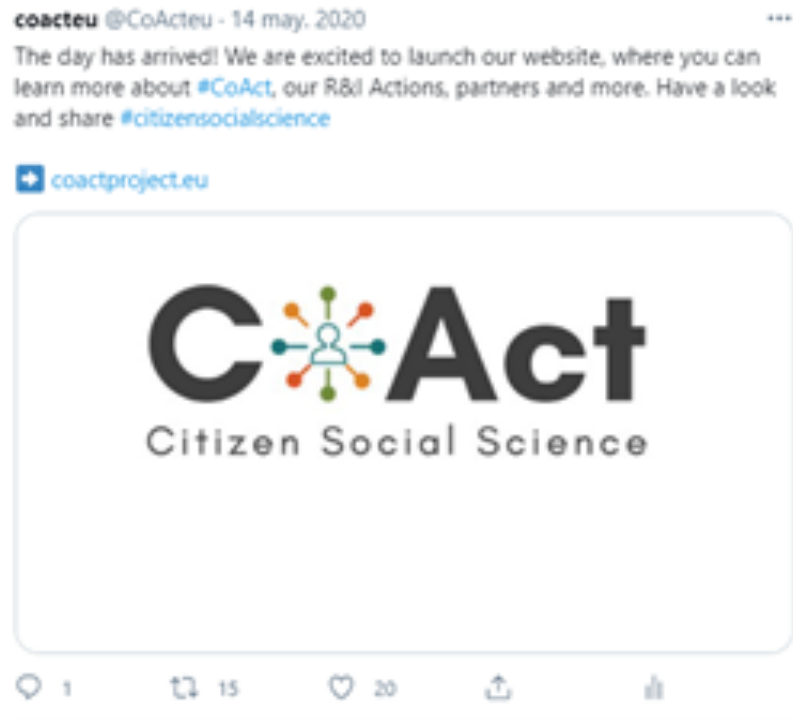 coacteu @CoActeu · 14 may. 2020
The day has arrived! We are excited to launch our website, where you can
learn more about #CoAct, our R&I Actions, partners and more. Have a look
and share #citizensocialscience
coactproject.eu
CoAct
Citizen Social Science
1 15 20